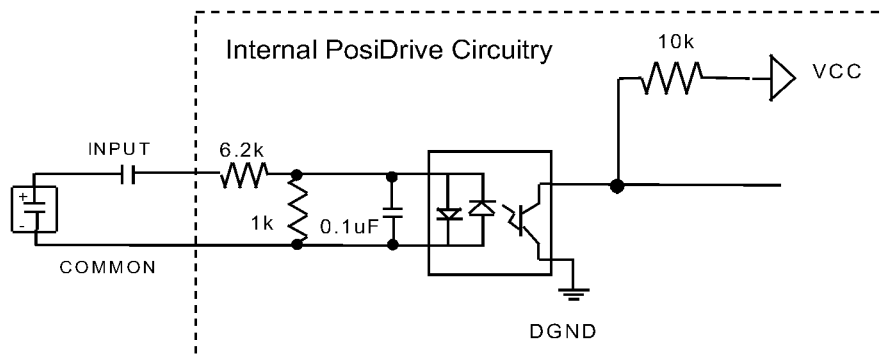 Internal PosiDrive Circuitry
10k
VCC
INPUT
6.2k
+
-
1k
0.1uF
COMMON
DGND